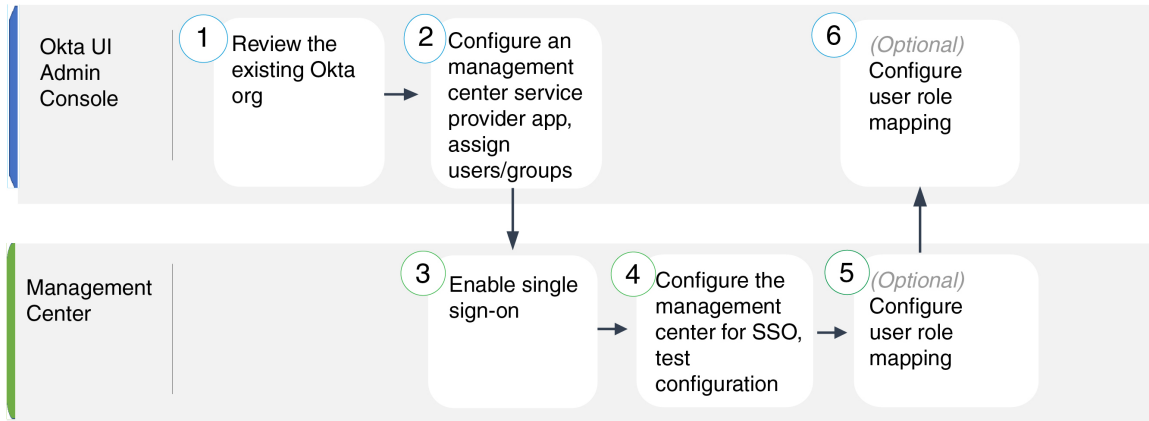 Okta UI
Admin
Console
1
Review the
existing Okta
org
2
Configure an
management
center service
provider app,
assign
users/groups
6
(Optional)
Configure
user role
mapping
Management
Center
3
Enable single
sign-on
4
Configure the
management
center for SSO,
test
configuration
5
(Optional)
Configure
user role
mapping